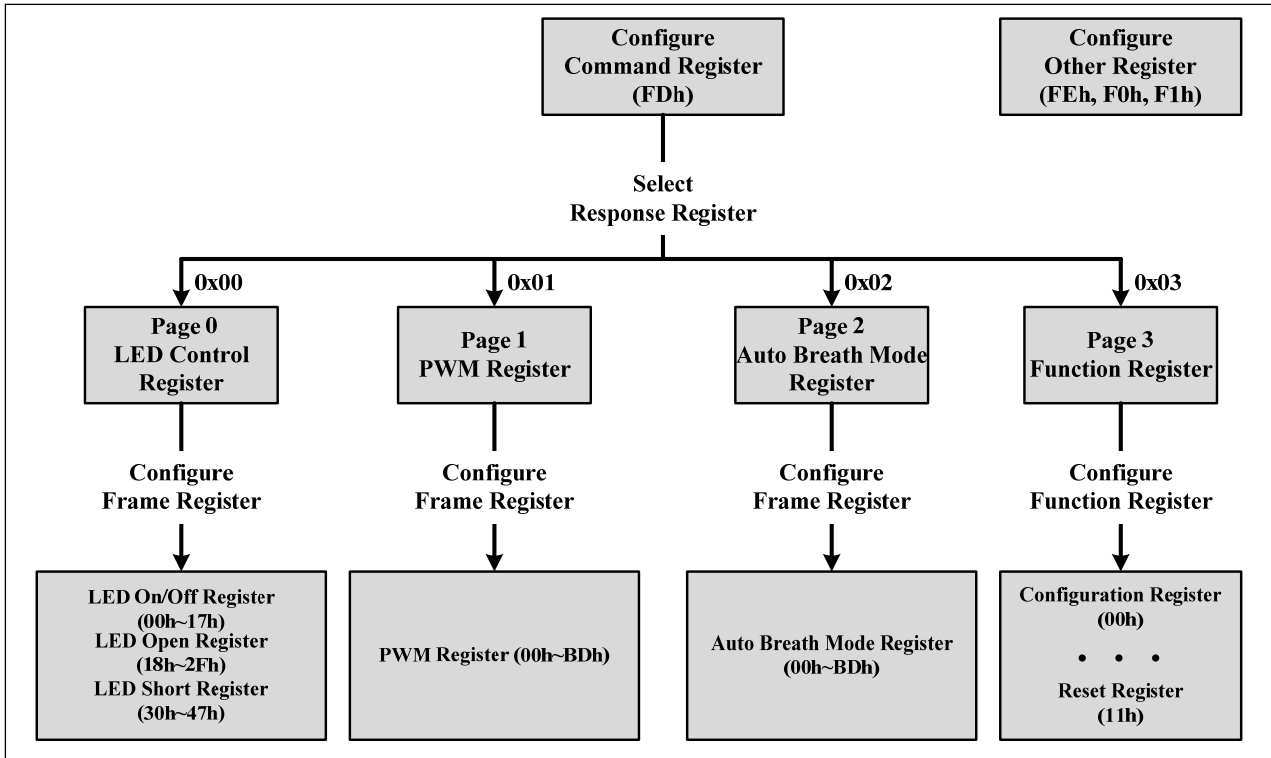 Configure
Command Register
(FDh)
Configure
Other Register
(FEh, F0h, F1h)
Select
Response Register
0x00
0x01
0x02
0x03
Page 0
LED Control
Register
Page 1
PWM Register
Page 2
Auto Breath Mode
Register
Page 3
Function Register
Configure
Frame Register
Configure
Frame Register
Configure
Frame Register
Configure
Function Register
LED On/Off Register
(00h~17h)
LED Open Register
(18h~2Fh)
LED Short Register
(30h~47h)
PWM Register (00h~BDh)
Auto Breath Mode Register
(00h~BDh)
Configuration Register
(00h)
• • •
Reset Register
(11h)